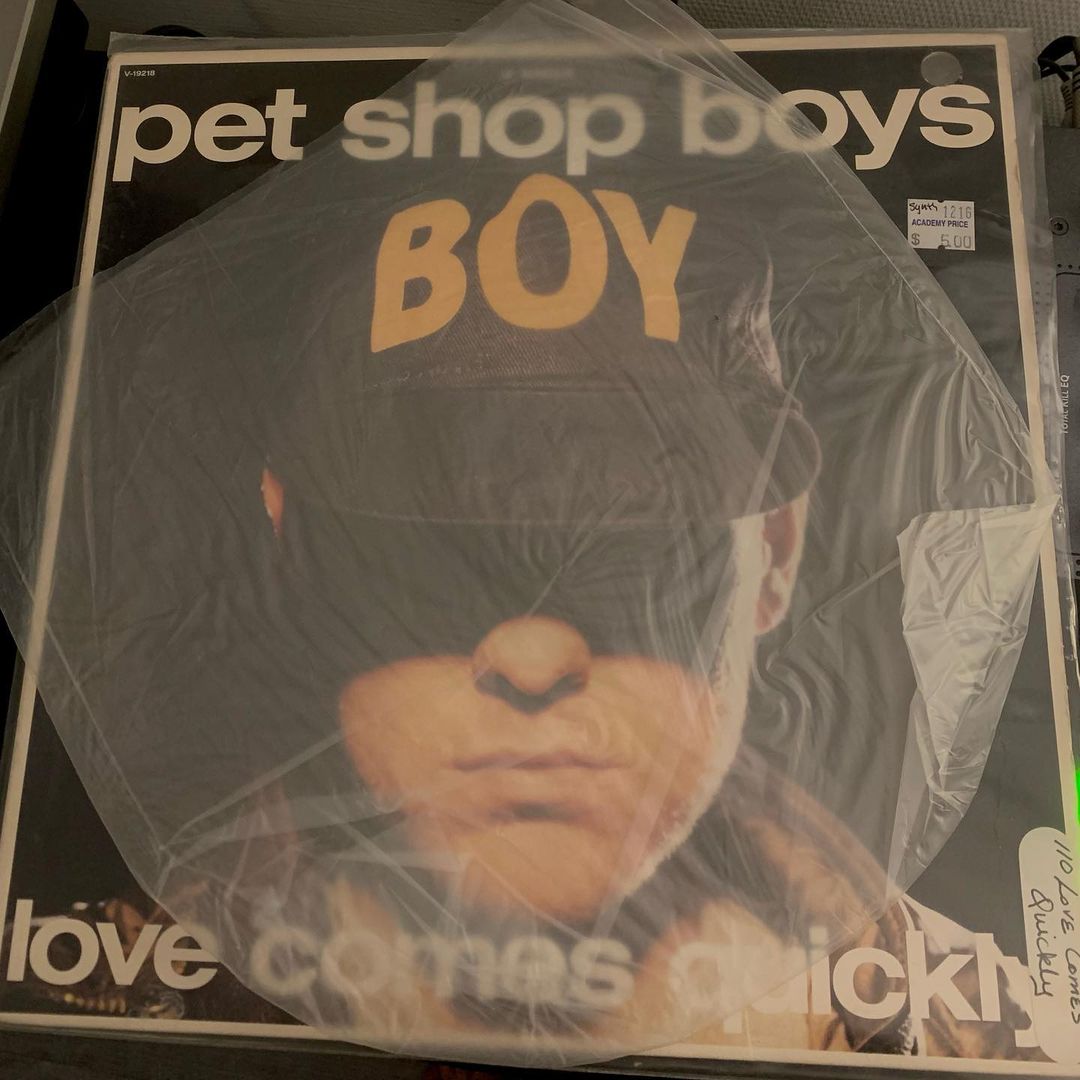 V-19218
pet shop boys
BOY
Synth 1216
ACADEMY PRICE
$ 5.00
TOTAL KILL EQ
love comes quickly
110 LOVE COMES
Quickly